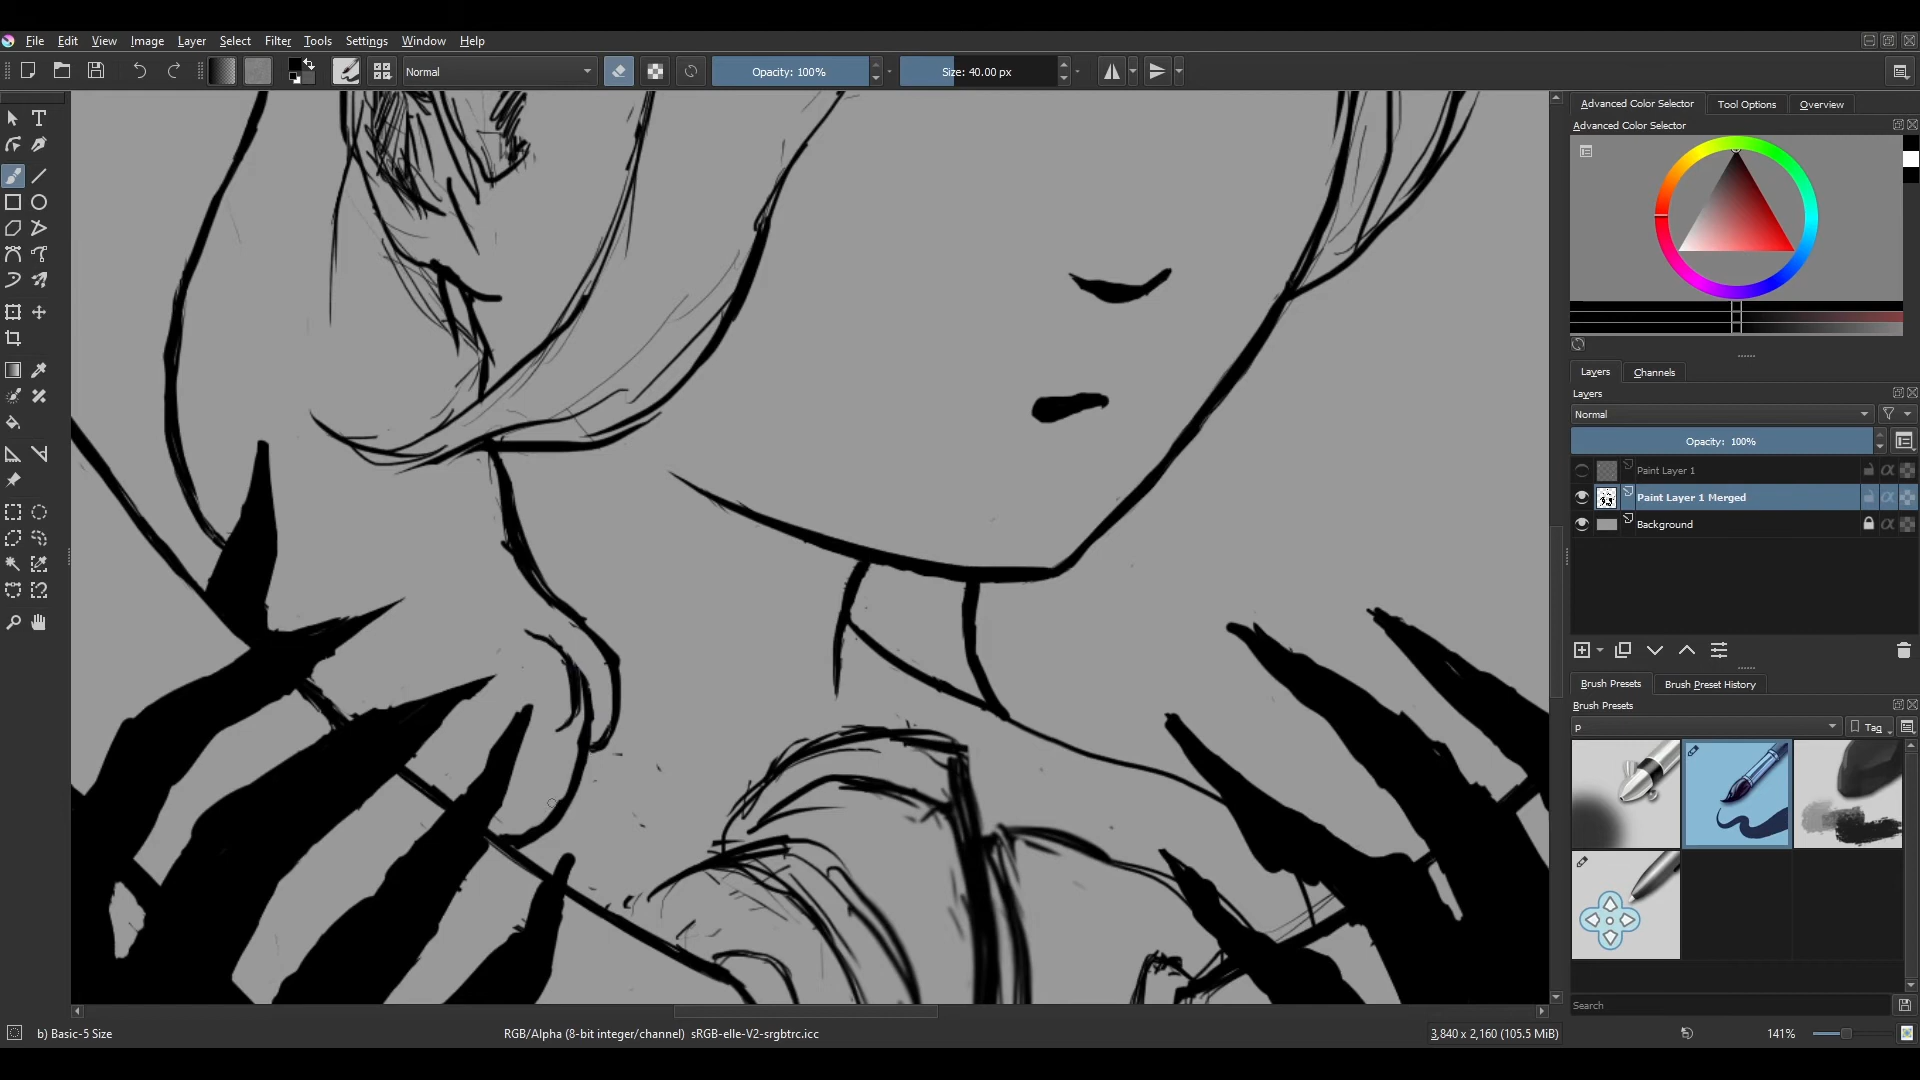 File Edit View Image Layer Select Filter Tools Settings Window Help
Normal Opacity: 100% Size: 40.00 px
Advanced Color Selector Tool Options Overview
Advanced Color Selector
Layers Channels
Layers
Normal
Opacity: 100%
Paint Layer 1
Paint Layer 1 Merged
Background
Brush Presets Brush Preset History
Brush Presets
p Tag
Search
b) Basic-5 Size RGB/Alpha (8-bit integer/channel) sRGB-elle-V2-srgbtrc.icc 3,840 x 2,160 (105.5 MiB) 141%